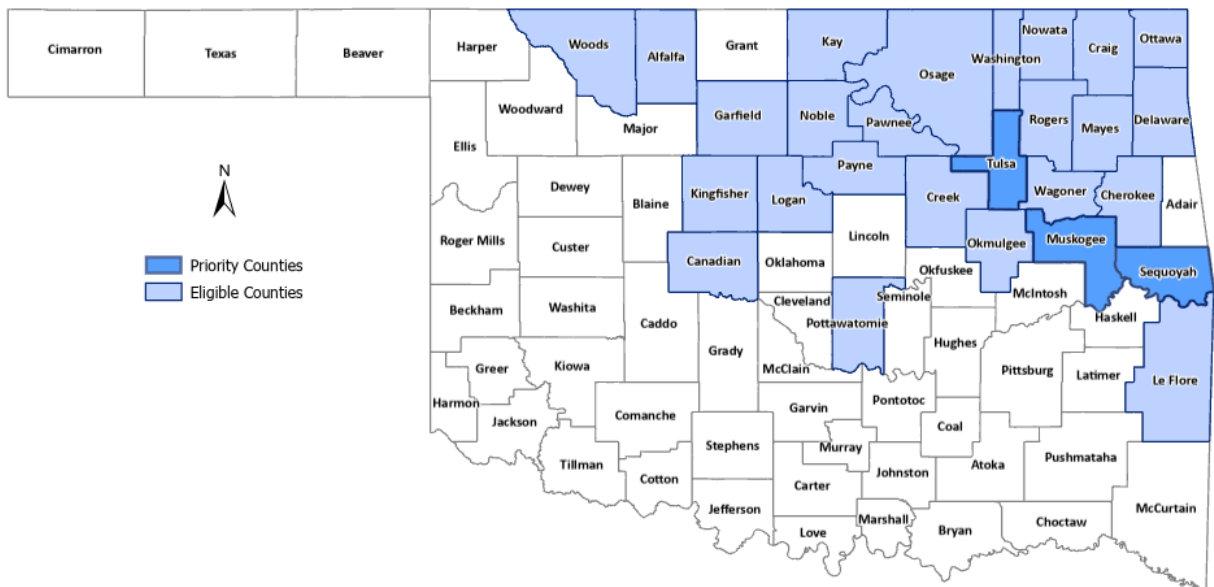 Cimarron
Texas
Beaver
Harper
Woods
Alfalfa
Grant
Kay
Osage
Washington
Nowata
Craig
Ottawa
Woodward
Major
Garfield
Noble
Pawnee
Rogers
Mayes
Delaware
Ellis
Dewey
Blaine
Kingfisher
Logan
Payne
Creek
Tulsa
Wagoner
Cherokee
Adair
N
Roger Mills
Custer
Canadian
Oklahoma
Lincoln
Okmulgee
Muskogee
Sequoyah
Priority Counties
Eligible Counties
Beckham
Washita
Caddo
Grady
Cleveland
Pottawatomie
Seminole
Okfuskee
McIntosh
Haskell
Greer
Kiowa
McClain
Hughes
Pittsburg
Latimer
Le Flore
Harmon
Jackson
Comanche
Garvin
Pontotoc
Coal
Tillman
Cotton
Stephens
Murray
Johnston
Atoka
Pushmataha
Jefferson
Carter
Love
Marshall
Bryan
Choctaw
McCurtain